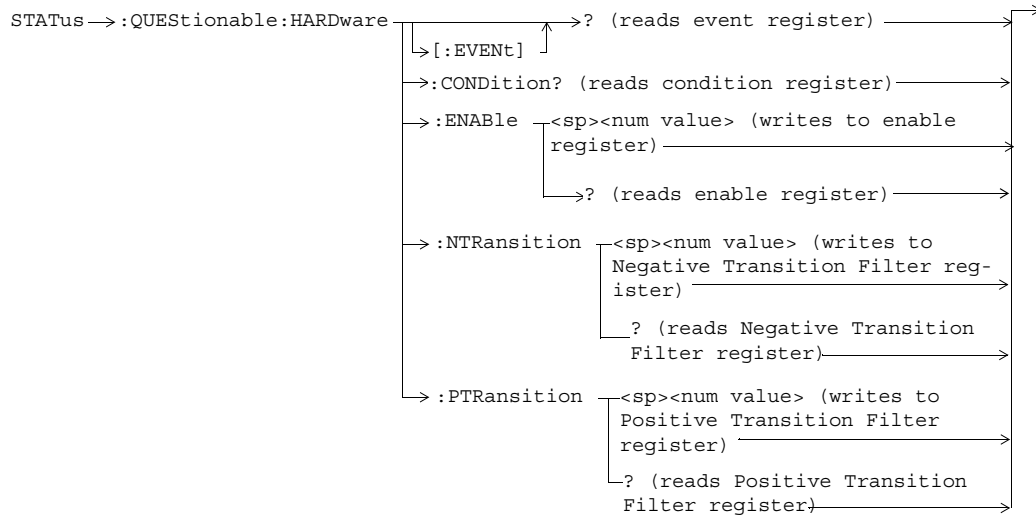 STATus :QUEStionable:HARDware ? (reads event register)
[:EVENt]
:CONDition? (reads condition register)
:ENABle <sp><num value> (writes to enable
register)
? (reads enable register)
:NTRansition <sp><num value> (writes to
Negative Transition Filter reg-
ister)
? (reads Negative Transition
Filter register)
:PTRansition <sp><num value> (writes to
Positive Transition Filter
register)
? (reads Positive Transition
Filter register)